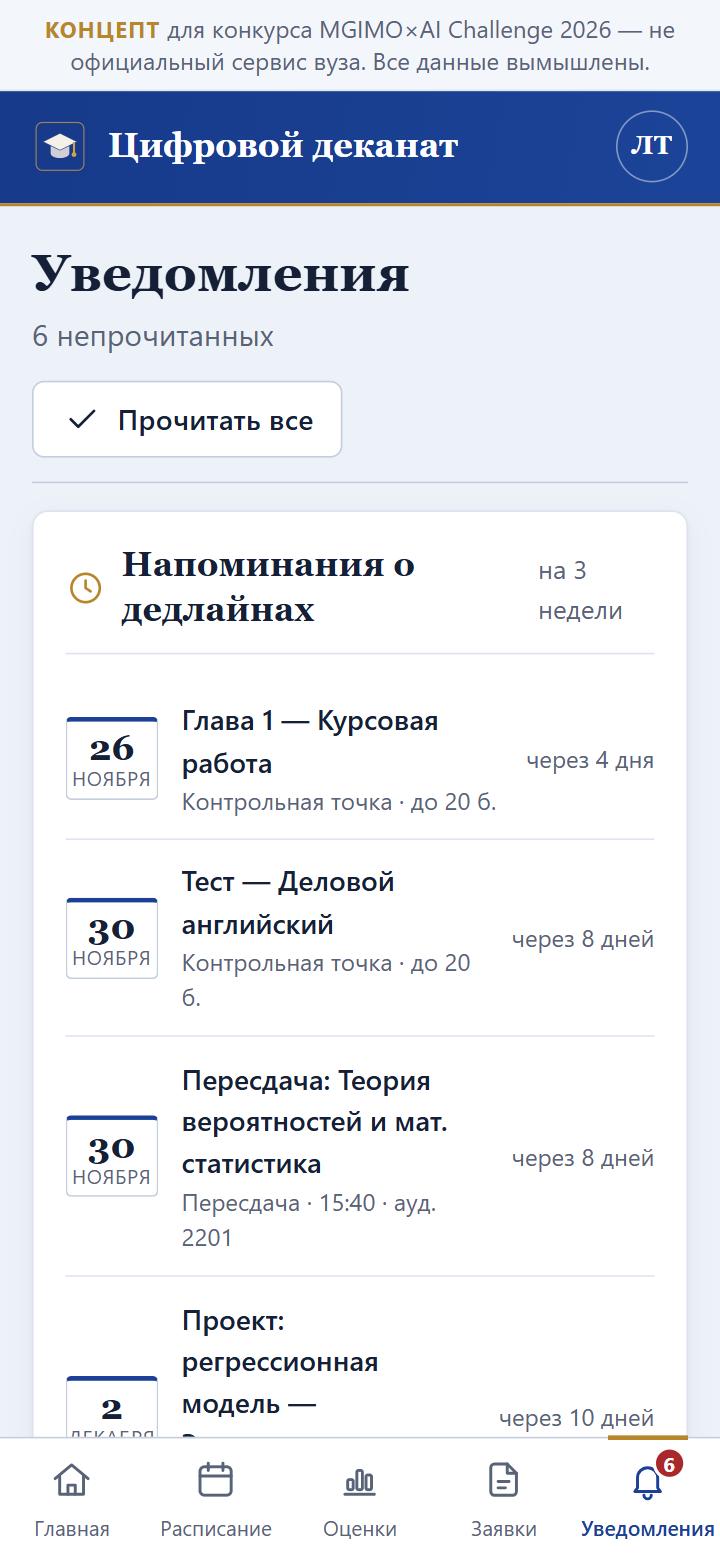 КОНЦЕПТ для конкурса MGIMO×AI Challenge 2026 — не
официальный сервис вуза. Все данные вымышлены.
Цифровой деканат
ЛТ
Уведомления
6 непрочитанных
Прочитать все
Напоминания о
дедлайнах
на 3
недели
26
НОЯБРЯ
Глава 1 — Курсовая
работа
Контрольная точка · до 20 б.
через 4 дня
30
НОЯБРЯ
Тест — Деловой
английский
Контрольная точка · до 20
б.
через 8 дней
30
НОЯБРЯ
Пересдача: Теория
вероятностей и мат.
статистика
Пересдача · 15:40 · ауд.
2201
через 8 дней
2
ДЕКАБРЯ
Проект:
регрессионная
модель —
через 10 дней
6
Главная
Расписание
Оценки
Заявки
Уведомления